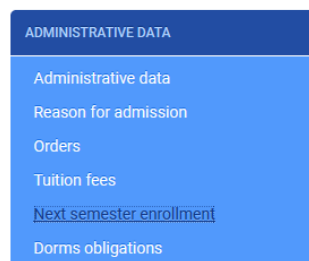 ADMINISTRATIVE DATA
Administrative data
Reason for admission
Orders
Tuition fees
Next semester enrollment
Dorms obligations